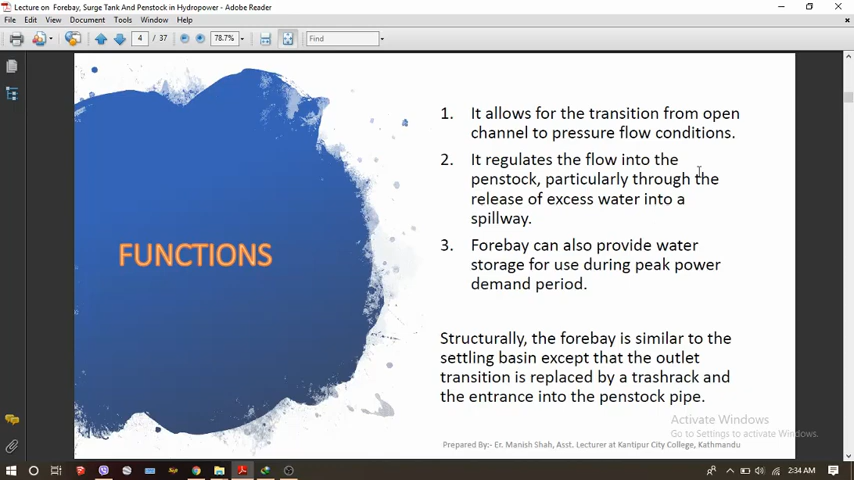 Lecture on  Forebay, Surge Tank And Penstock in Hydropower - Adobe Reader
File Edit View Document Tools Window Help
4 / 37 78.7% Find
FUNCTIONS
1. It allows for the transition from open
channel to pressure flow conditions.
2. It regulates the flow into the
penstock, particularly through the
release of excess water into a
spillway.
3. Forebay can also provide water
storage for use during peak power
demand period.
Structurally, the forebay is similar to the
settling basin except that the outlet
transition is replaced by a trashrack and
the entrance into the penstock pipe.
Activate Windows
Go to Settings to activate Windows.
Prepared By:- Er. Manish Shah, Asst. Lecturer at Kantipur City College, Kathmandu
2:34 AM